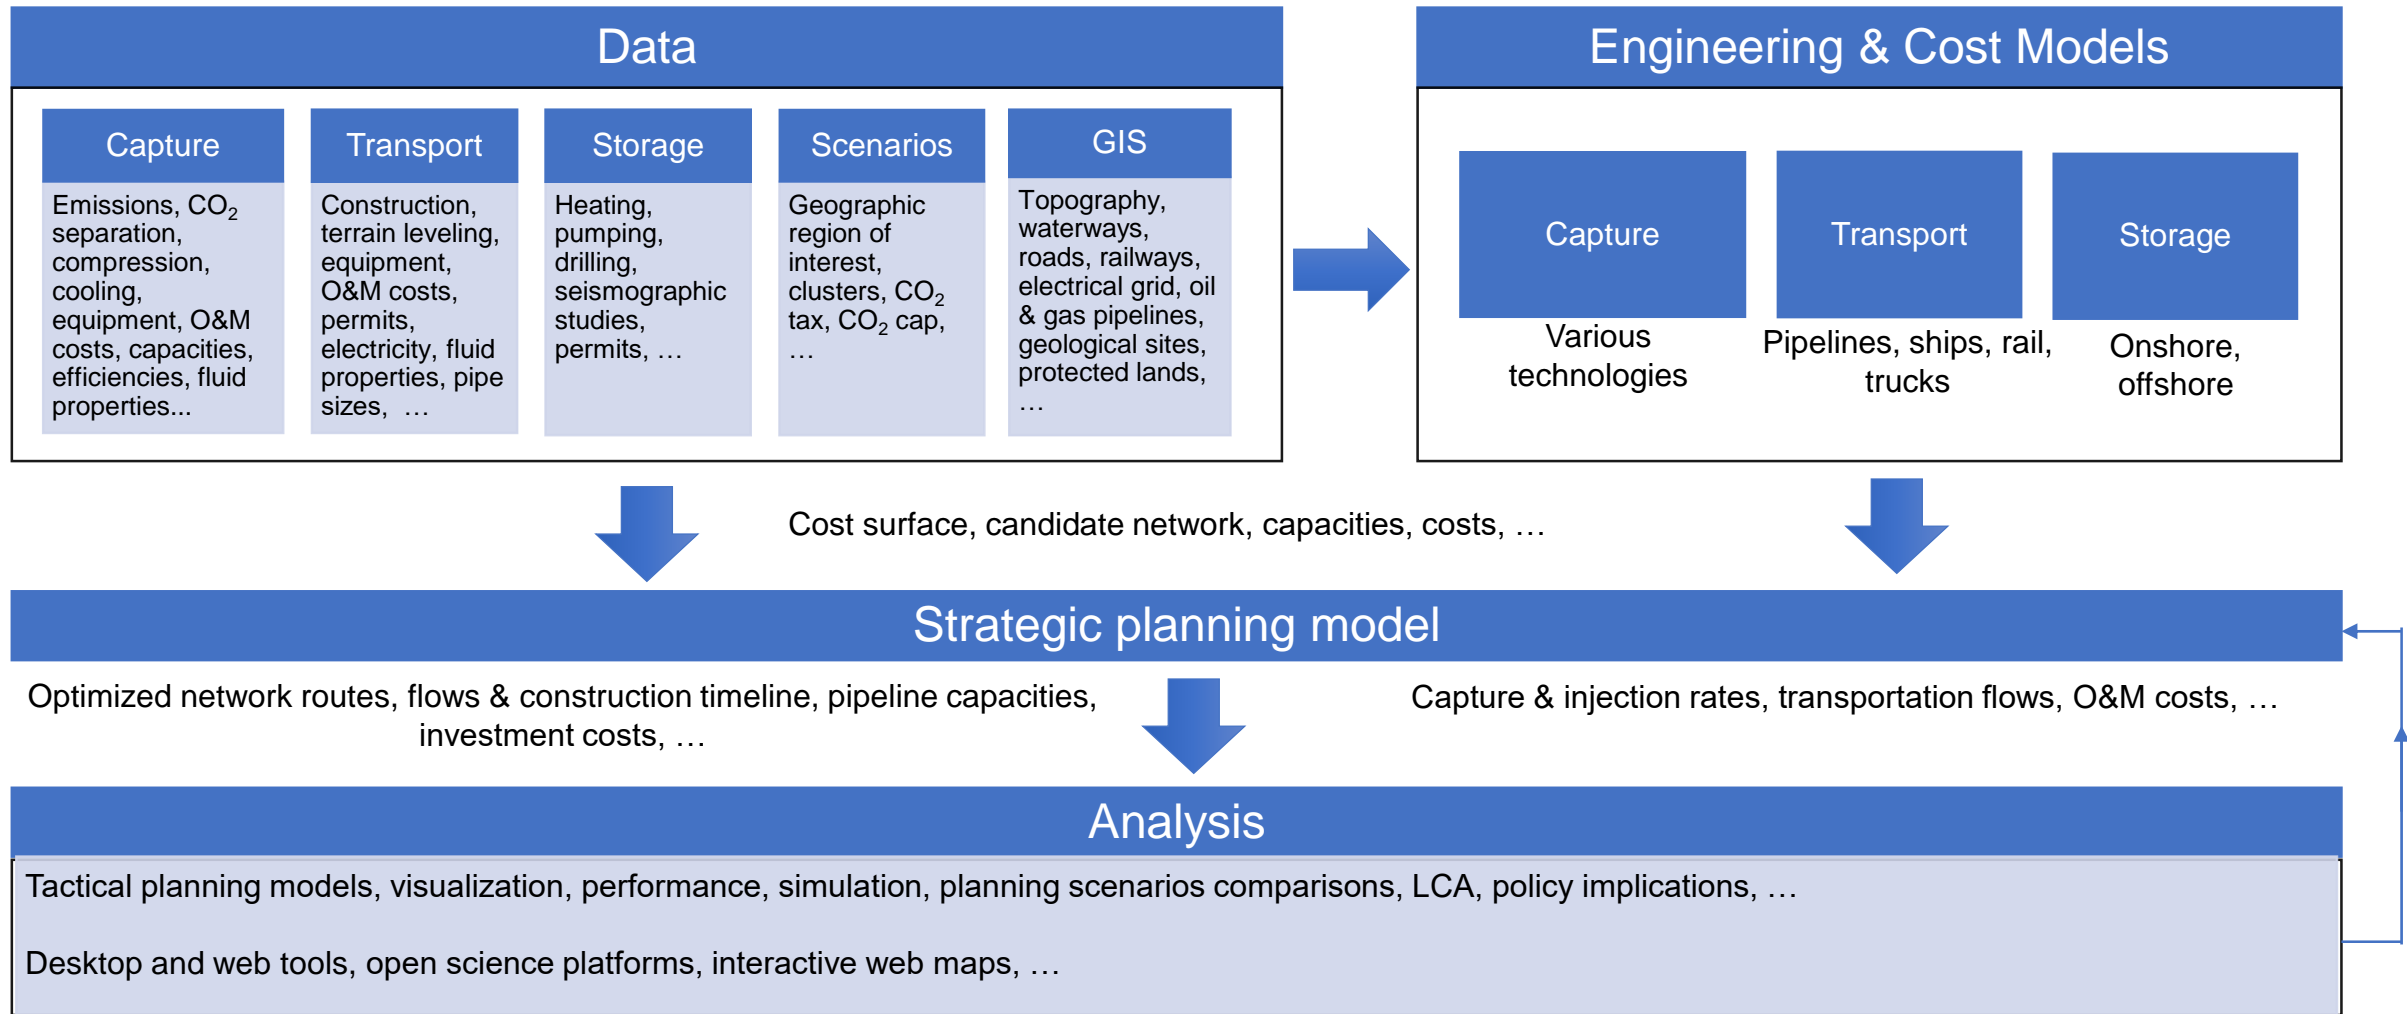 Data
Capture
Emissions, CO₂
separation,
compression,
cooling,
equipment, O&M
costs, capacities,
efficiencies, fluid
properties...
Transport
Construction,
terrain leveling,
equipment,
O&M costs,
permits,
electricity, fluid
properties, pipe
sizes, …
Storage
Heating,
pumping,
drilling,
seismographic
studies,
permits, …
Scenarios
Geographic
region of
interest,
clusters, CO₂
tax, CO₂ cap,
…
GIS
Topography,
waterways,
roads, railways,
electrical grid, oil
& gas pipelines,
geological sites,
protected lands,
…
Engineering & Cost Models
Capture
Various
technologies
Transport
Pipelines, ships, rail,
trucks
Storage
Onshore,
offshore
Cost surface, candidate network, capacities, costs, …
Strategic planning model
Optimized network routes, flows & construction timeline, pipeline capacities,
investment costs, …
Capture & injection rates, transportation flows, O&M costs, …
Analysis
Tactical planning models, visualization, performance, simulation, planning scenarios comparisons, LCA, policy implications, …
Desktop and web tools, open science platforms, interactive web maps, …